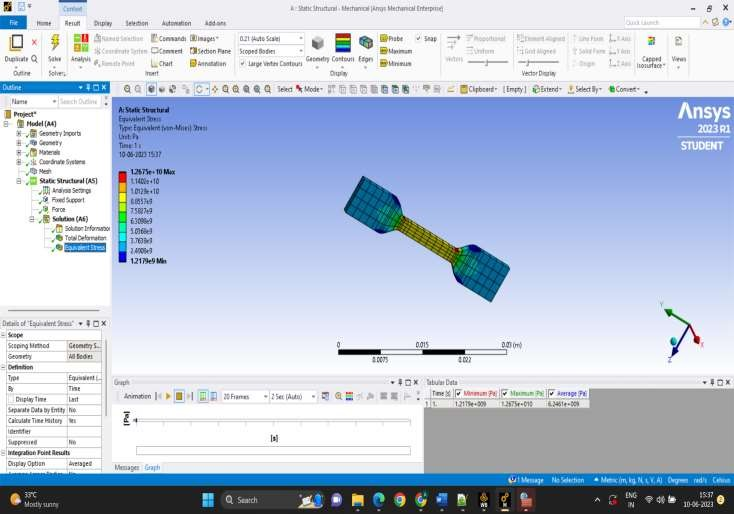 Context
A : Static Structural - Mechanical [Ansys Mechanical Enterprise]
File Home Result Display Selection Automation Add-ons
Quick Launch
Duplicate
Solve
Analysis
Named Selection
Coordinate System
Remote Point
Commands
Comment
Chart
Images
Section Plane
Annotation
0.21 (Auto Scale)
Scoped Bodies
Large Vertex Contours
Geometry Contours Edges
Probe
Maximum
Minimum
Snap
Vectors
Proportional
Uniform
Element Aligned
Grid Aligned
Line Form
Solid Form
Origin
X Axis
Y Axis
Z Axis
Capped Isosurface
Views
Outline Solver Insert Display Vector Display
Outline
Name Search Outline
Select Mode Clipboard [ Empty ] Extend Select By Convert
Project*
Model (A4)
Geometry Imports
Geometry
Materials
Coordinate Systems
Mesh
Static Structural (A5)
Analysis Settings
Fixed Support
Force
Solution (A6)
Solution Informatio
Total Deformation
Equivalent Stress
A: Static Structural
Equivalent Stress
Type: Equivalent (von-Mises) Stress
Unit: Pa
Time: 1 s
10-06-2023 15:37
1.2675e+10 Max
1.1402e+10
1.0129e+10
8.8557e9
7.5827e9
6.3098e9
5.0368e9
3.7638e9
2.4908e9
1.2179e9 Min
Ansys
2023 R1
STUDENT
0 0.015 0.03 (m)
0.0075 0.022
Y
X
Z
Details of "Equivalent Stress"
Scope
Scoping Method Geometry S...
Geometry All Bodies
Definition
Type Equivalent (...
By Time
Display Time Last
Separate Data by Entity No
Calculate Time History Yes
Identifier
Suppressed No
Integration Point Results
Display Option Averaged
Graph
Animation 20 Frames 2 Sec (Auto)
[Pa]
[s]
Messages Graph
Tabular Data
Time [s] Minimum [Pa] Maximum [Pa] Average [Pa]
1 1. 1.2179e+009 1.2675e+010 6.2461e+009
1 Message No Selection Metric (m, kg, N, s, V, A) Degrees rad/s Celsius
33°C
Mostly sunny
Search
ENG
IN
15:37
10-06-2023